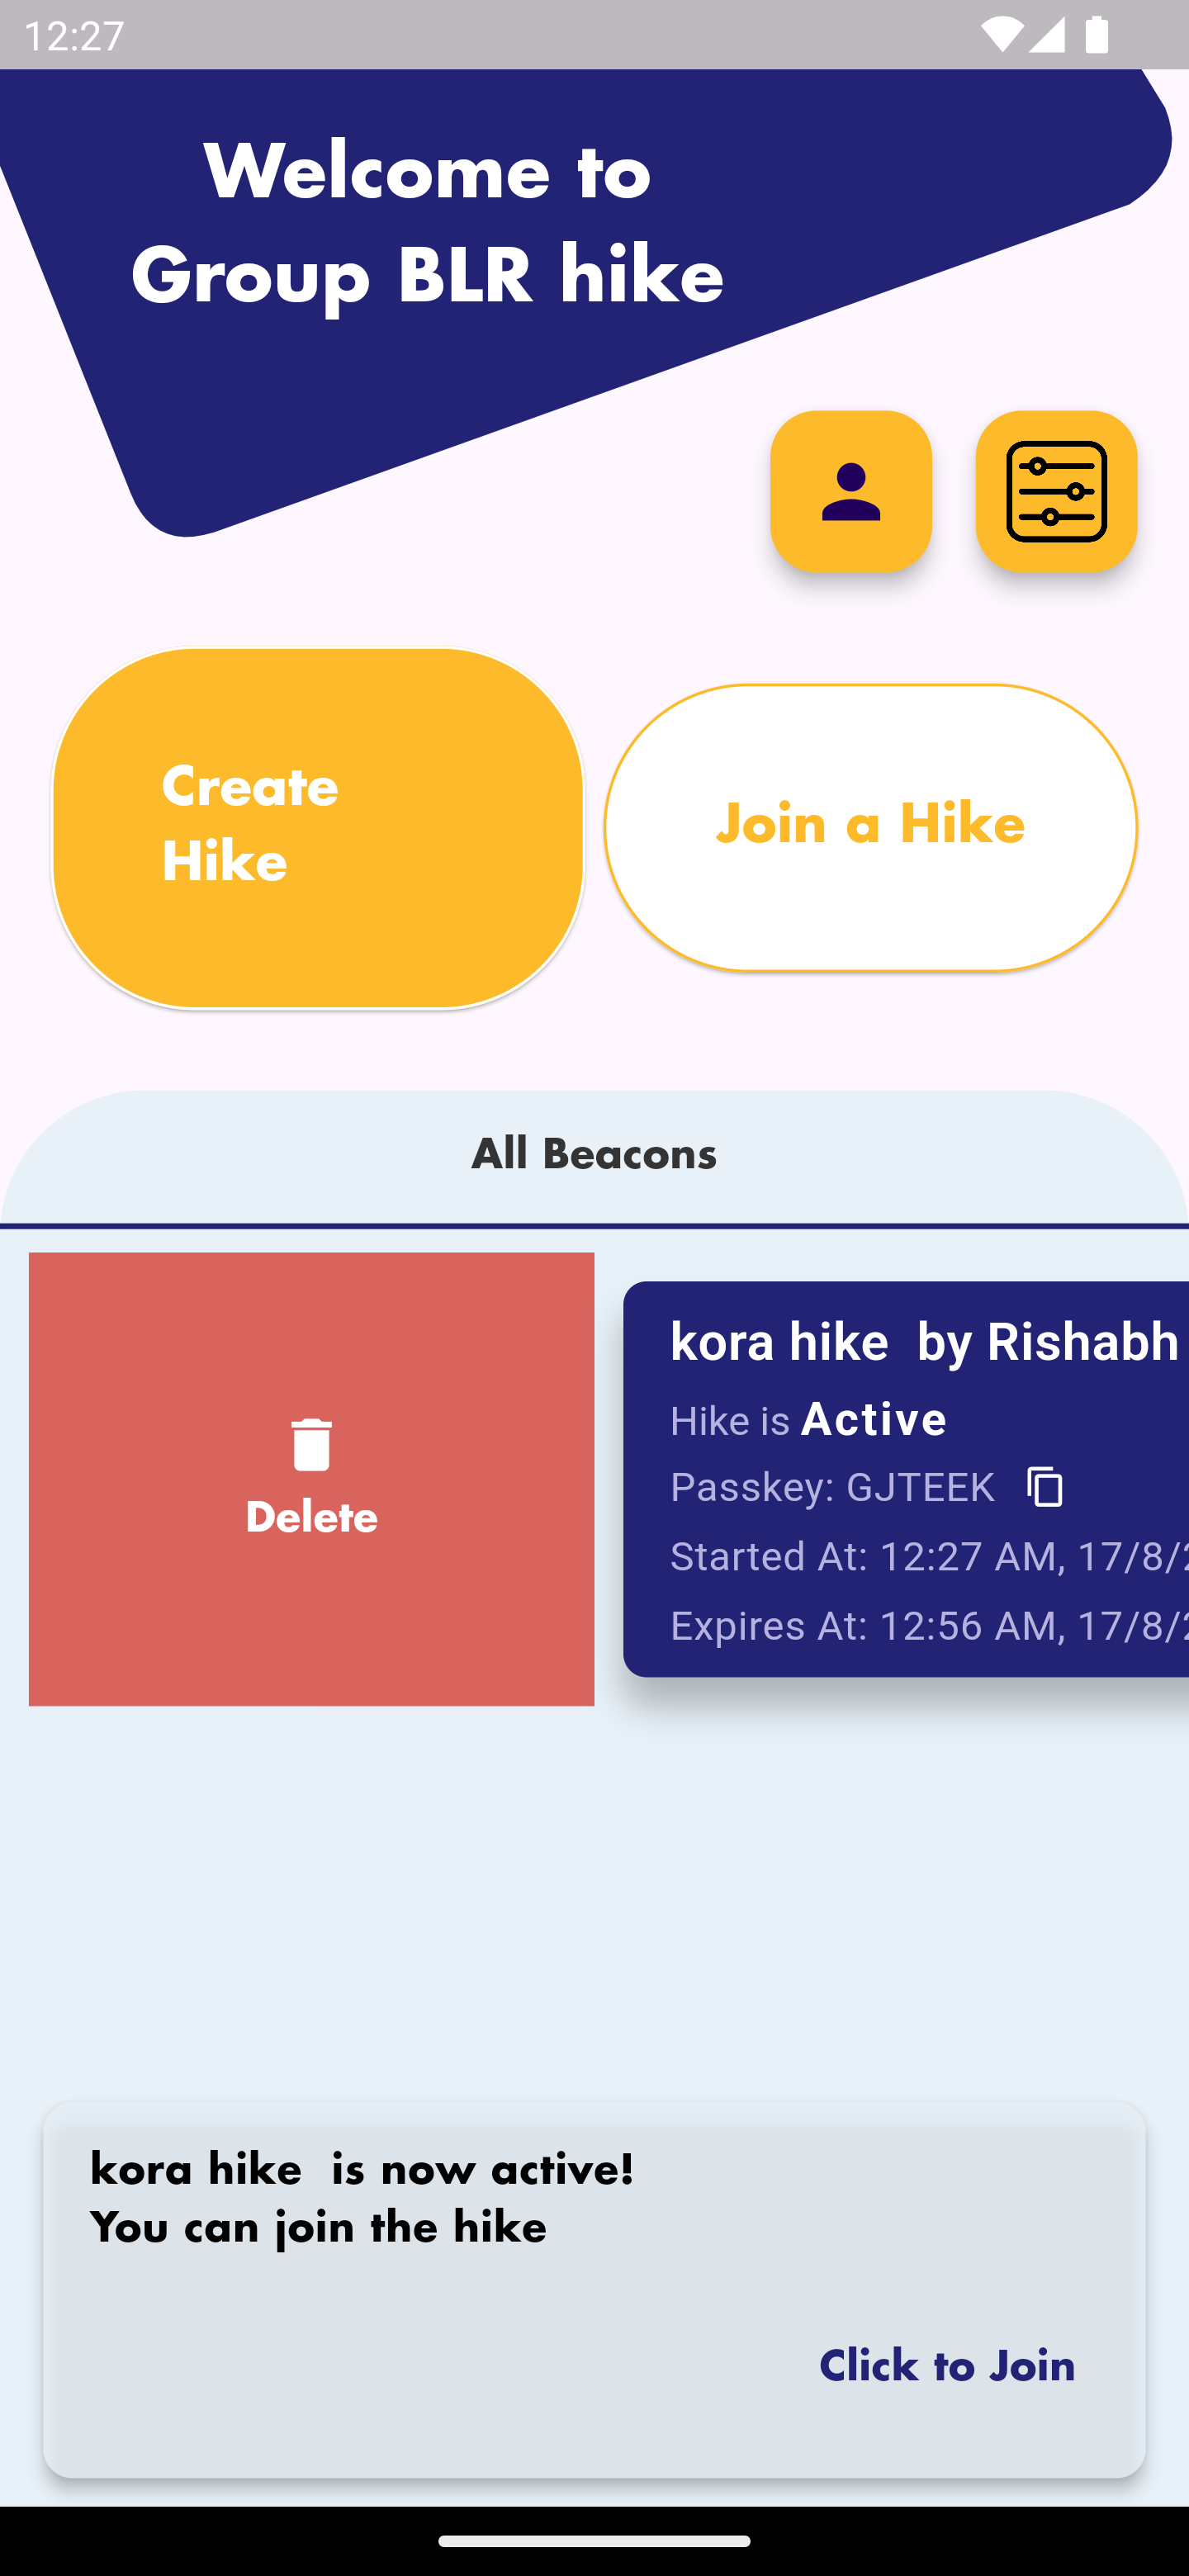 12:27
Welcome to
Group BLR hike
Create
Hike
Join a Hike
All Beacons
Delete
kora hike by Rishabh
Hike is Active
Passkey: GJTEEK
Started At: 12:27 AM, 17/8/
Expires At: 12:56 AM, 17/8/
kora hike is now active!
You can join the hike
Click to Join